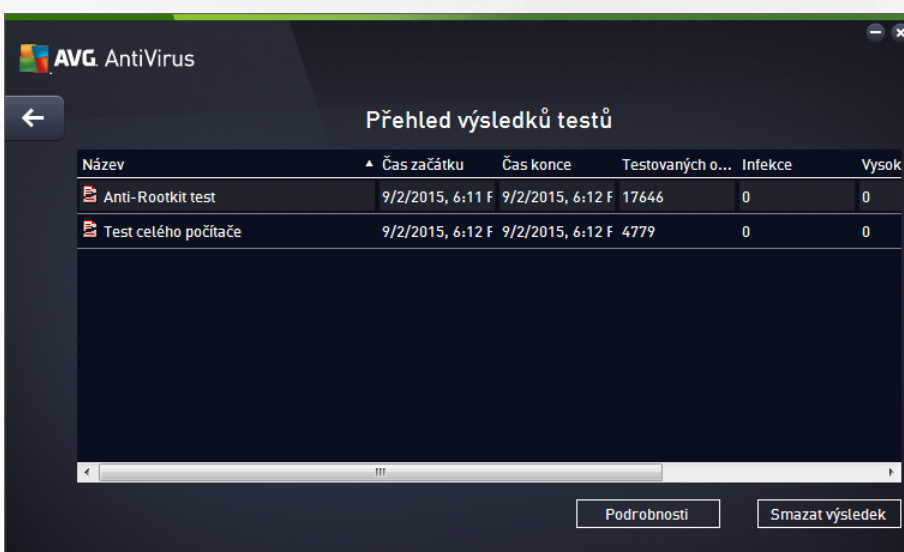 AVG. AntiVirus
Přehled výsledků testů
Název Čas začátku Čas konce Testovaných o... Infekce Vysok
Anti-Rootkit test 9/2/2015, 6:11 F 9/2/2015, 6:12 F 17646 0 0
Test celého počítače 9/2/2015, 6:12 F 9/2/2015, 6:12 F 4779 0 0
Podrobnosti Smazat výsledek